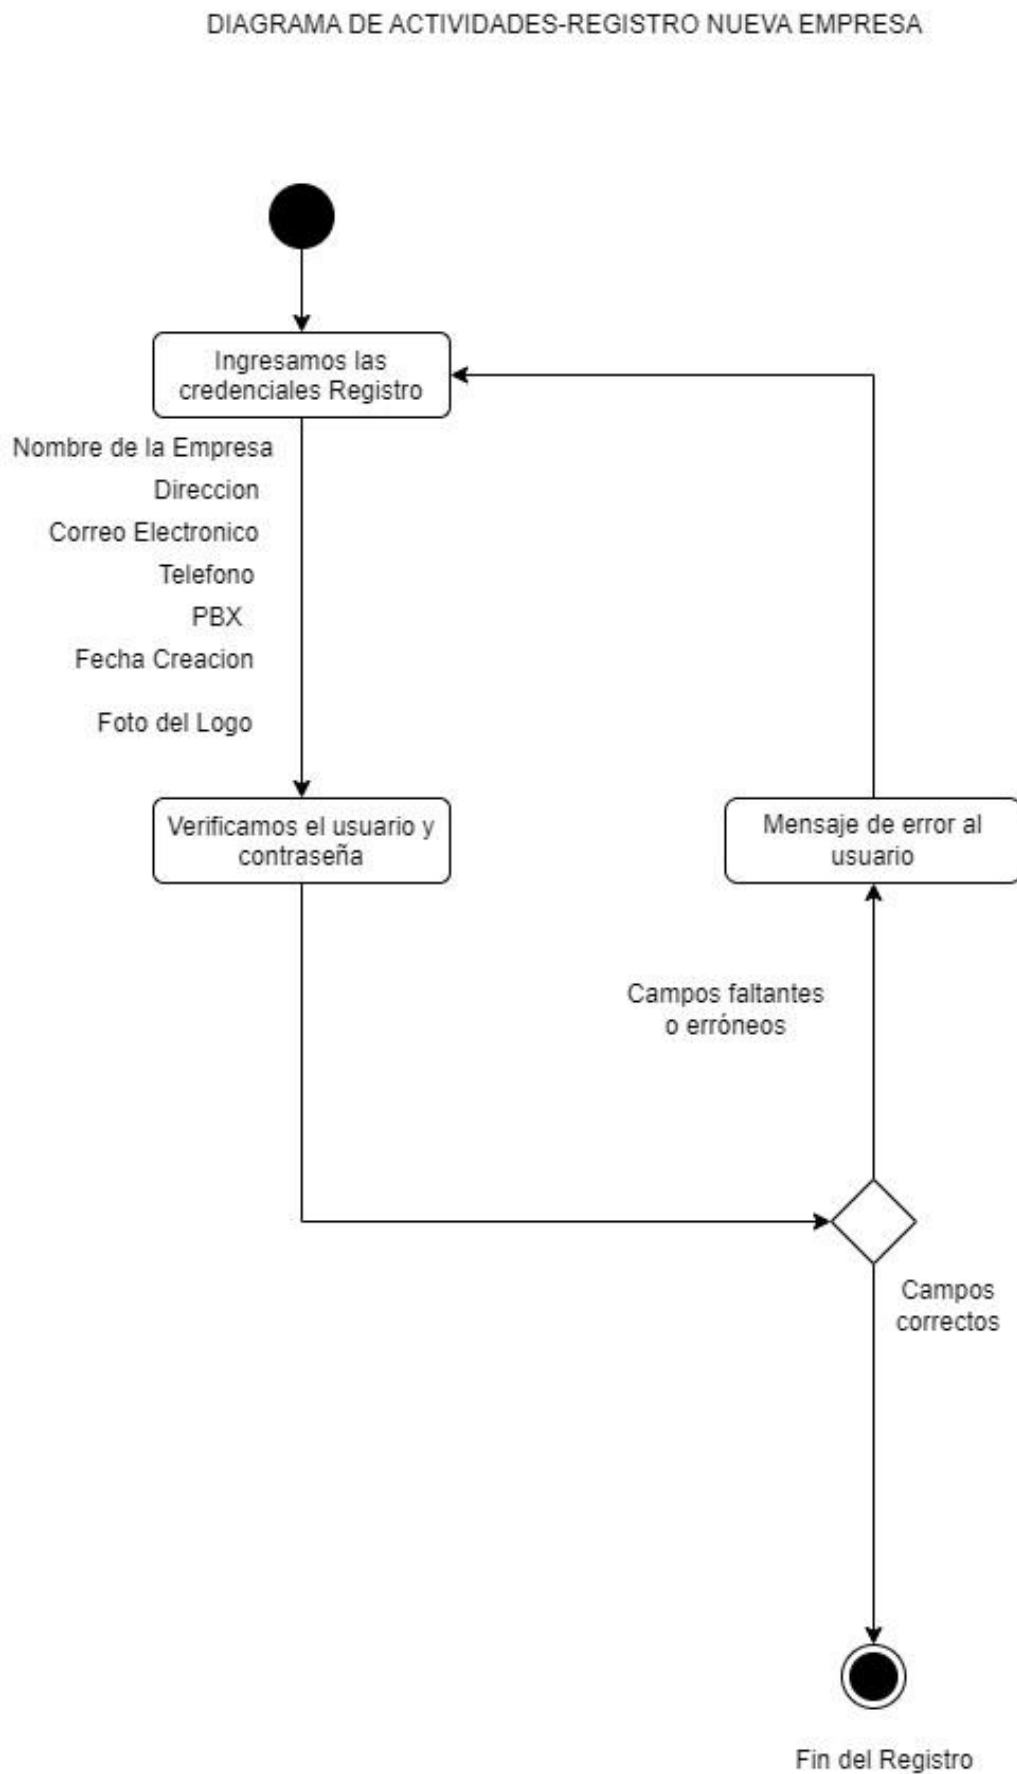 DIAGRAMA DE ACTIVIDADES-REGISTRO NUEVA EMPRESA
Ingresamos las
credenciales Registro
Nombre de la Empresa
Direccion
Correo Electronico
Telefono
PBX
Fecha Creacion
Foto del Logo
Verificamos el usuario y
contraseña
Mensaje de error al
usuario
Campos faltantes
o erróneos
Campos
correctos
Fin del Registro